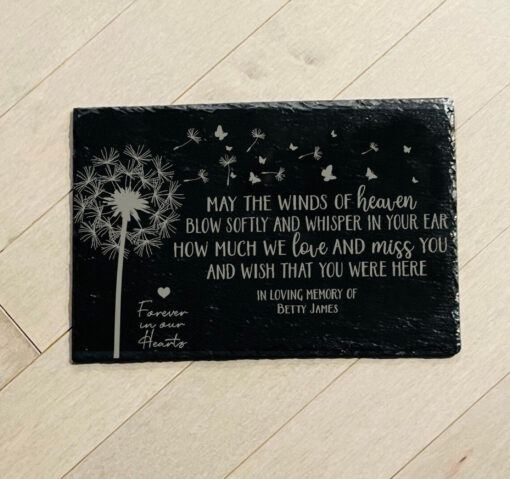 MAY THE WINDS OF heaven
BLOW SOFTLY AND WHISPER IN YOUR EAR
HOW MUCH WE love AND miss YOU
AND WISH THAT YOU WERE HERE
IN LOVING MEMORY OF
BETTY JAMES
Forever
in our
Hearts